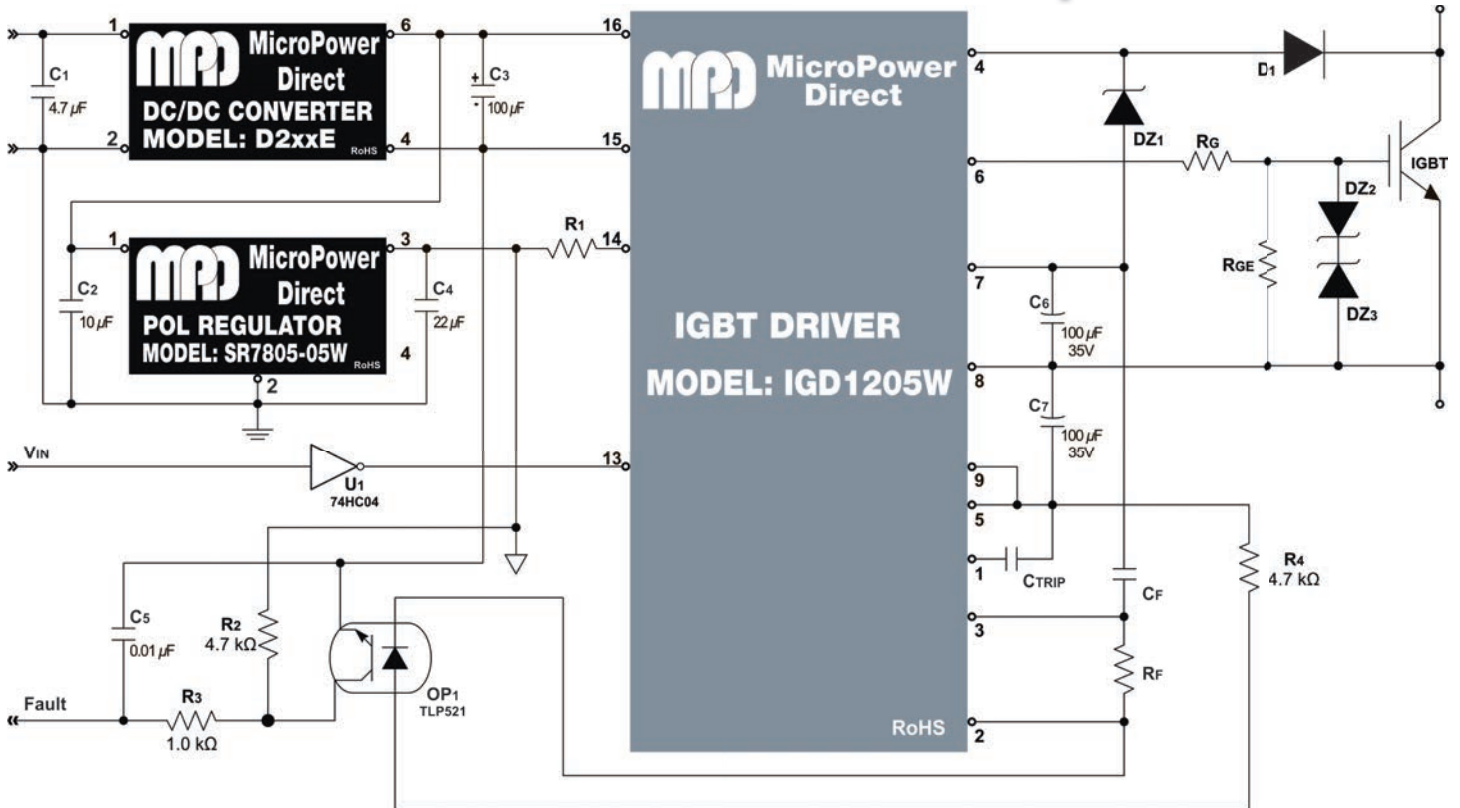 1
MPD MicroPower
Direct
DC/DC CONVERTER
MODEL: D2xxE
RoHS
2
6
4
C1
4.7 µF
+
C3
100 µF
16
15
1
MPD MicroPower
Direct
POL REGULATOR
MODEL: SR7805-05W
RoHS
3
4
2
C2
10 µF
C4
22 µF
R1
14
VIN
U1
74HC04
13
C5
0.01 µF
R2
4.7 kΩ
OP1
TLP521
Fault
R3
1.0 kΩ
MPD MicroPower
Direct
IGBT DRIVER
MODEL: IGD1205W
RoHS
4
6
7
8
9
5
1
3
2
D1
DZ1
RG
IGBT
DZ2
RGE
DZ3
C6
100 µF
35V
C7
100 µF
35V
CTRIP
CF
RF
R4
4.7 kΩ